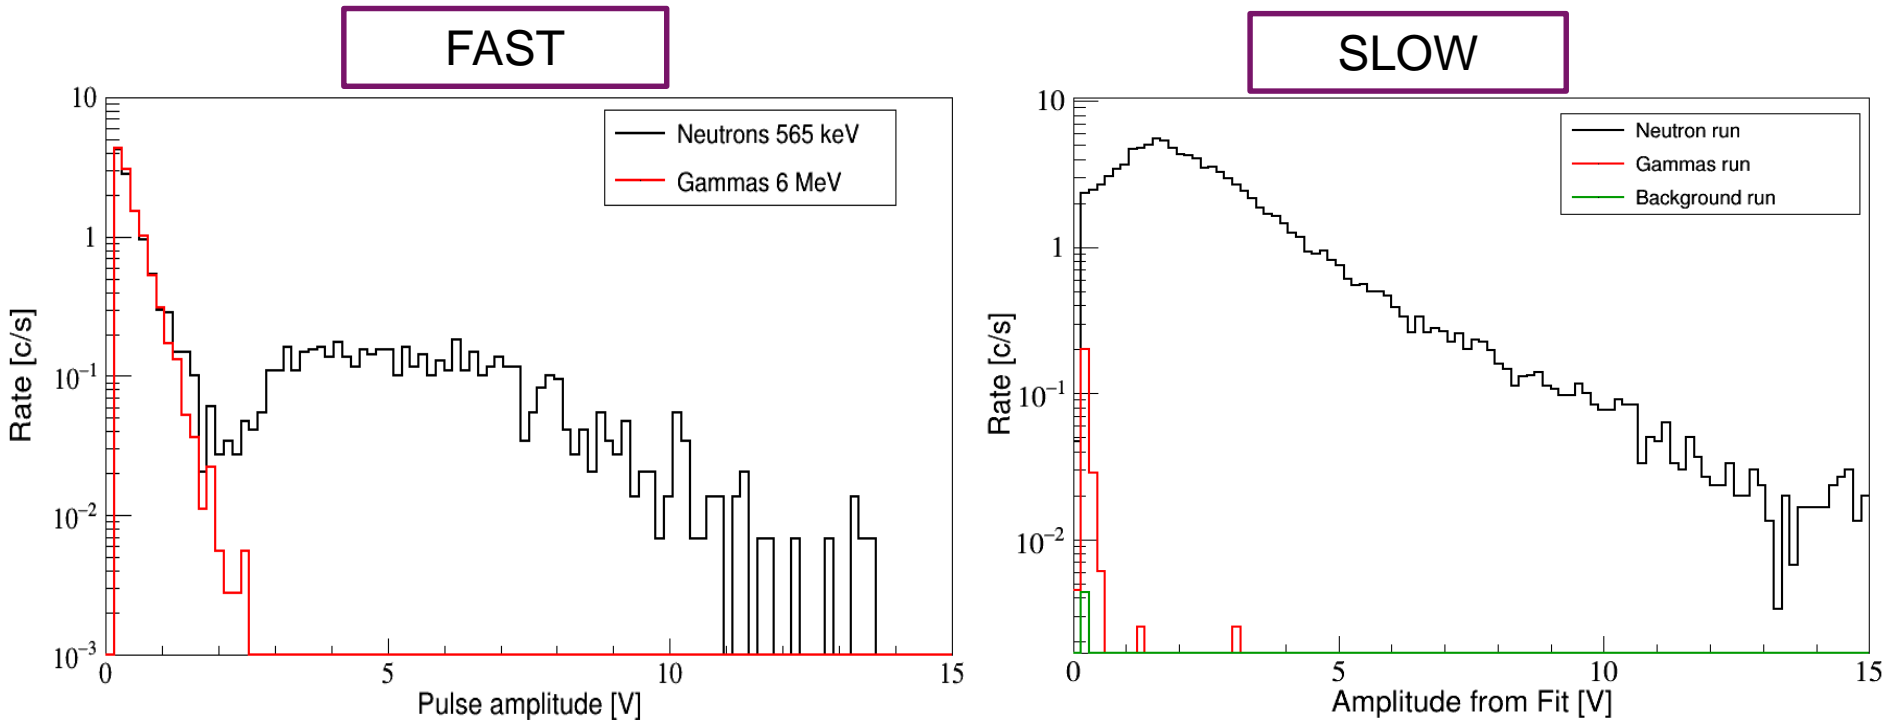 FAST
SLOW
10
1
10⁻¹
10⁻²
10⁻³
Rate [c/s]
Neutrons 565 keV
Gammas 6 MeV
0
5
10
15
Pulse amplitude [V]
10
1
10⁻¹
10⁻²
Rate [c/s]
Neutron run
Gammas run
Background run
0
5
10
15
Amplitude from Fit [V]